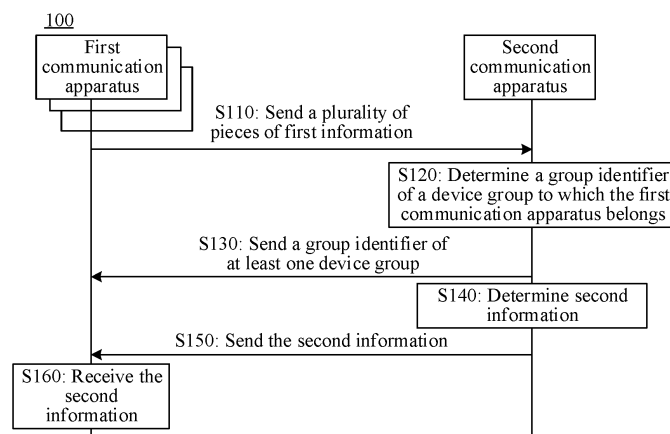 100
First
communication
apparatus
Second
communication
apparatus
S110: Send a plurality of
pieces of first information
S120: Determine a group identifier
of a device group to which the first
communication apparatus belongs
S130: Send a group identifier of
at least one device group
S140: Determine second
information
S150: Send the second information
S160: Receive the
second
information